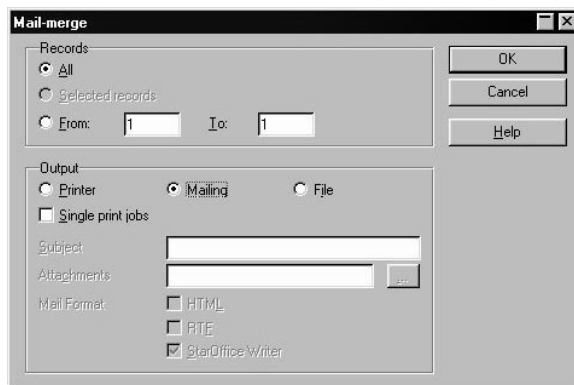 Mail-merge
Records
All
Selected records
From: 1 To: 1
OK
Cancel
Help
Output
Printer Mailing File
Single print jobs
Subject
Attachments ...
Mail Format HTML
RTF
StarOffice Writer